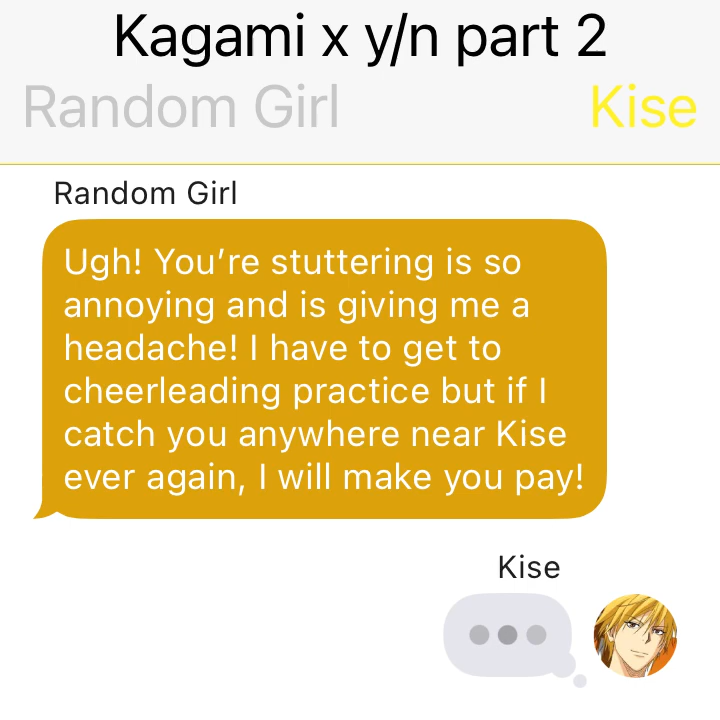 Kagami x y/n part 2
Random Girl Kise
Random Girl
Ugh! You’re stuttering is so
annoying and is giving me a
headache! I have to get to
cheerleading practice but if I
catch you anywhere near Kise
ever again, I will make you pay!
Kise